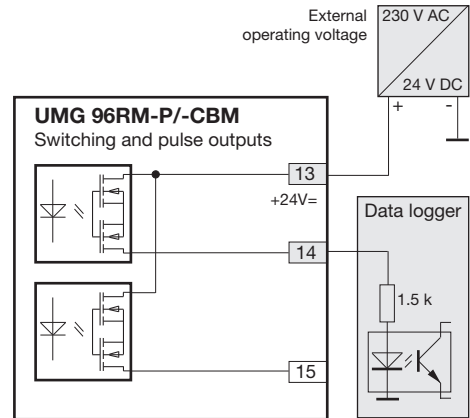 External
operating voltage
230 V AC
24 V DC
+ -
UMG 96RM-P/-CBM
Switching and pulse outputs
13
+24V=
14
15
Data logger
1.5 k